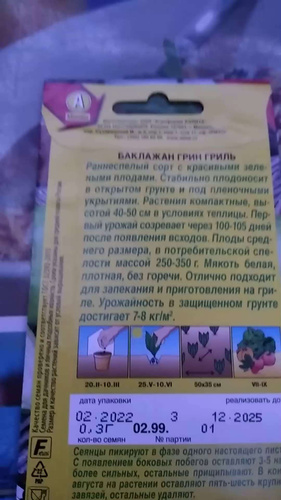 А
БАКЛАЖАН ГРИН ГРИЛЬ
Раннеспелый сорт с красивыми зеле-
ными плодами. Стабильно плодоносит
в открытом грунте и под пленочными
укрытиями. Растения компактные, вы-
сотой 40-50 см в условиях теплицы. Пер-
вый урожай созревает через 100-105 дней
после появления всходов. Плоды сред-
него размера, в потребительской спе-
лости массой 250-350 г. Мякоть белая,
плотная, без горечи. Отлично подходит
для запекания и приготовления на гри-
ле. Урожайность в защищенном грунте
достигает 7-8 кг/м².
20.II-10.III
25.V-10.VI
50x35 см
VII-IX
дата упаковки
реализовать до
02.2022
3
12.2025
0,3Г
02.99.
01
кол-во семян
№ партии
Сеянцы пикируют в фазе одного настоящего лист
С появлением боковых побегов оставляют 3-5 на
более сильных, остальные прищипывают. В кон
августа на растении оставляют пять-шесть крупн
завязей, остальные удаляют.